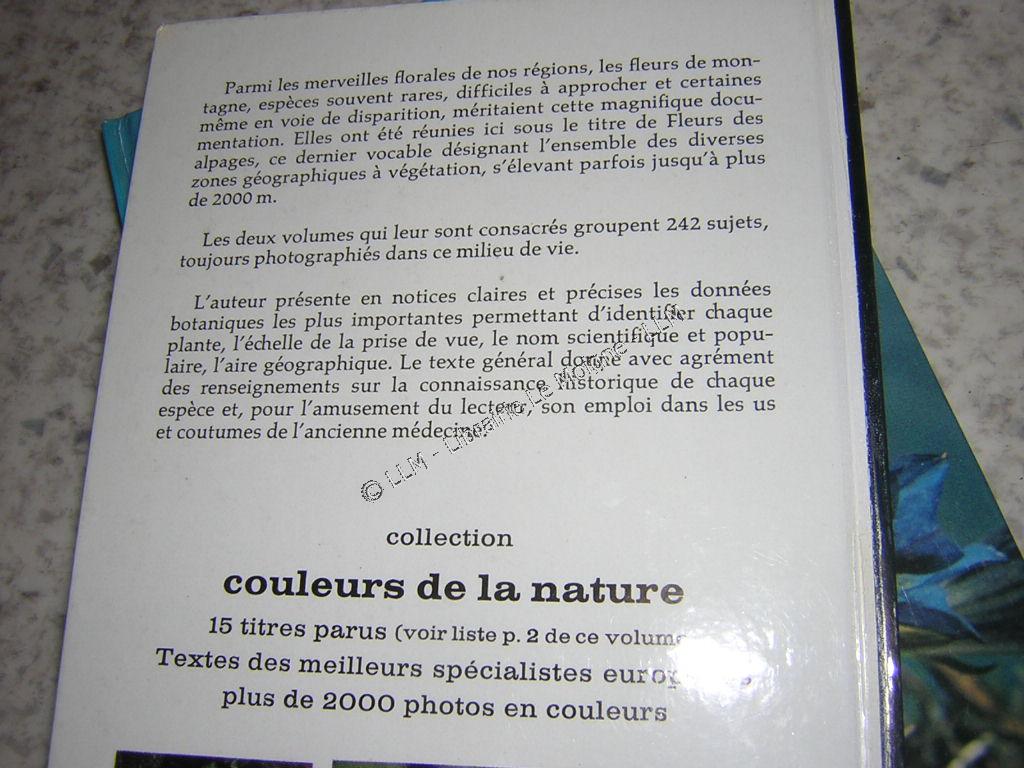 Parmi les merveilles florales de nos régions, les fleurs de mon-
tagne, espèces souvent rares, difficiles à approcher et certaines
même en voie de disparition, méritaient cette magnifique docu-
mentation. Elles ont été réunies ici sous le titre de Fleurs des
alpages, ce dernier vocable désignant l'ensemble des diverses
zones géographiques à végétation, s'élevant parfois jusqu'à plus
de 2000 m.
Les deux volumes qui leur sont consacrés groupent 242 sujets,
toujours photographiés dans ce milieu de vie.
L'auteur présente en notices claires et précises les données
botaniques les plus importantes permettant d'identifier chaque
plante, l'échelle de la prise de vue, le nom scientifique et popu-
laire, l'aire géographique. Le texte général donne avec agrément
des renseignements sur la connaissance historique de chaque
espèce et, pour l'amusement du lecteur, son emploi dans les us
et coutumes de l'ancienne médecine.
© LLM - Librairie Le Moyne - LLM
collection
couleurs de la nature
15 titres parus (voir liste p. 2 de ce volume
Textes des meilleurs spécialistes
plus de 2000 photos en couleurs